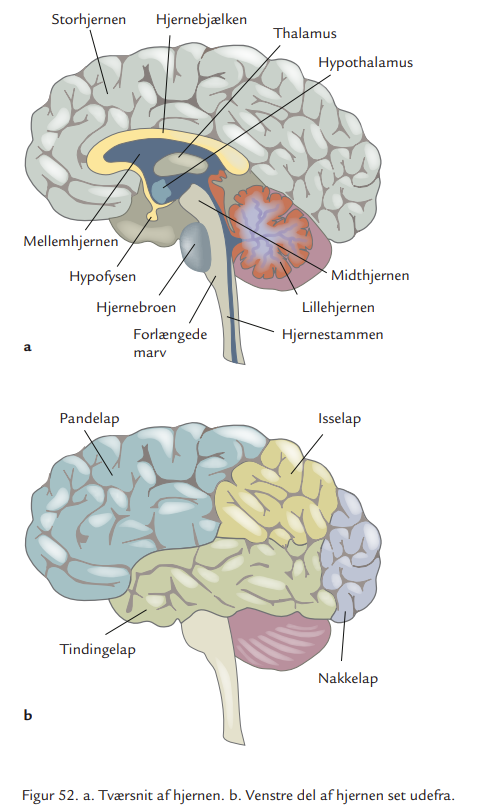 Storhjernen
Hjernebjælken
Thalamus
Hypothalamus
Mellemhjernen
Hypofysen
Midthjernen
Hjernebroen
Lillehjernen
Forlængede
marv
Hjernestammen
a
Pandelap
Isselap
Tindingelap
Nakkelap
b
Figur 52. a. Tværsnit af hjernen. b. Venstre del af hjernen set udefra.